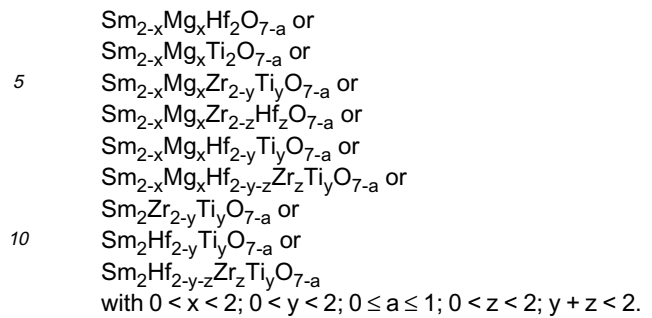 Sm₂₋ₓMgₓHf₂O₇₋ₐ or
Sm₂₋ₓMgₓTi₂O₇₋ₐ or
5 Sm₂₋ₓMgₓZr₂₋yTiyO₇₋ₐ or
Sm₂₋ₓMgₓZr₂₋zHfzO₇₋ₐ or
Sm₂₋ₓMgₓHf₂₋yTiyO₇₋ₐ or
Sm₂₋ₓMgₓHf₂₋y₋zZrzTiyO₇₋ₐ or
Sm₂Zr₂₋yTiyO₇₋ₐ or
10 Sm₂Hf₂₋yTiyO₇₋ₐ or
Sm₂Hf₂₋y₋zZrzTiyO₇₋ₐ
with 0 < x < 2; 0 < y < 2; 0 ≤ a ≤ 1; 0 < z < 2; y + z < 2.